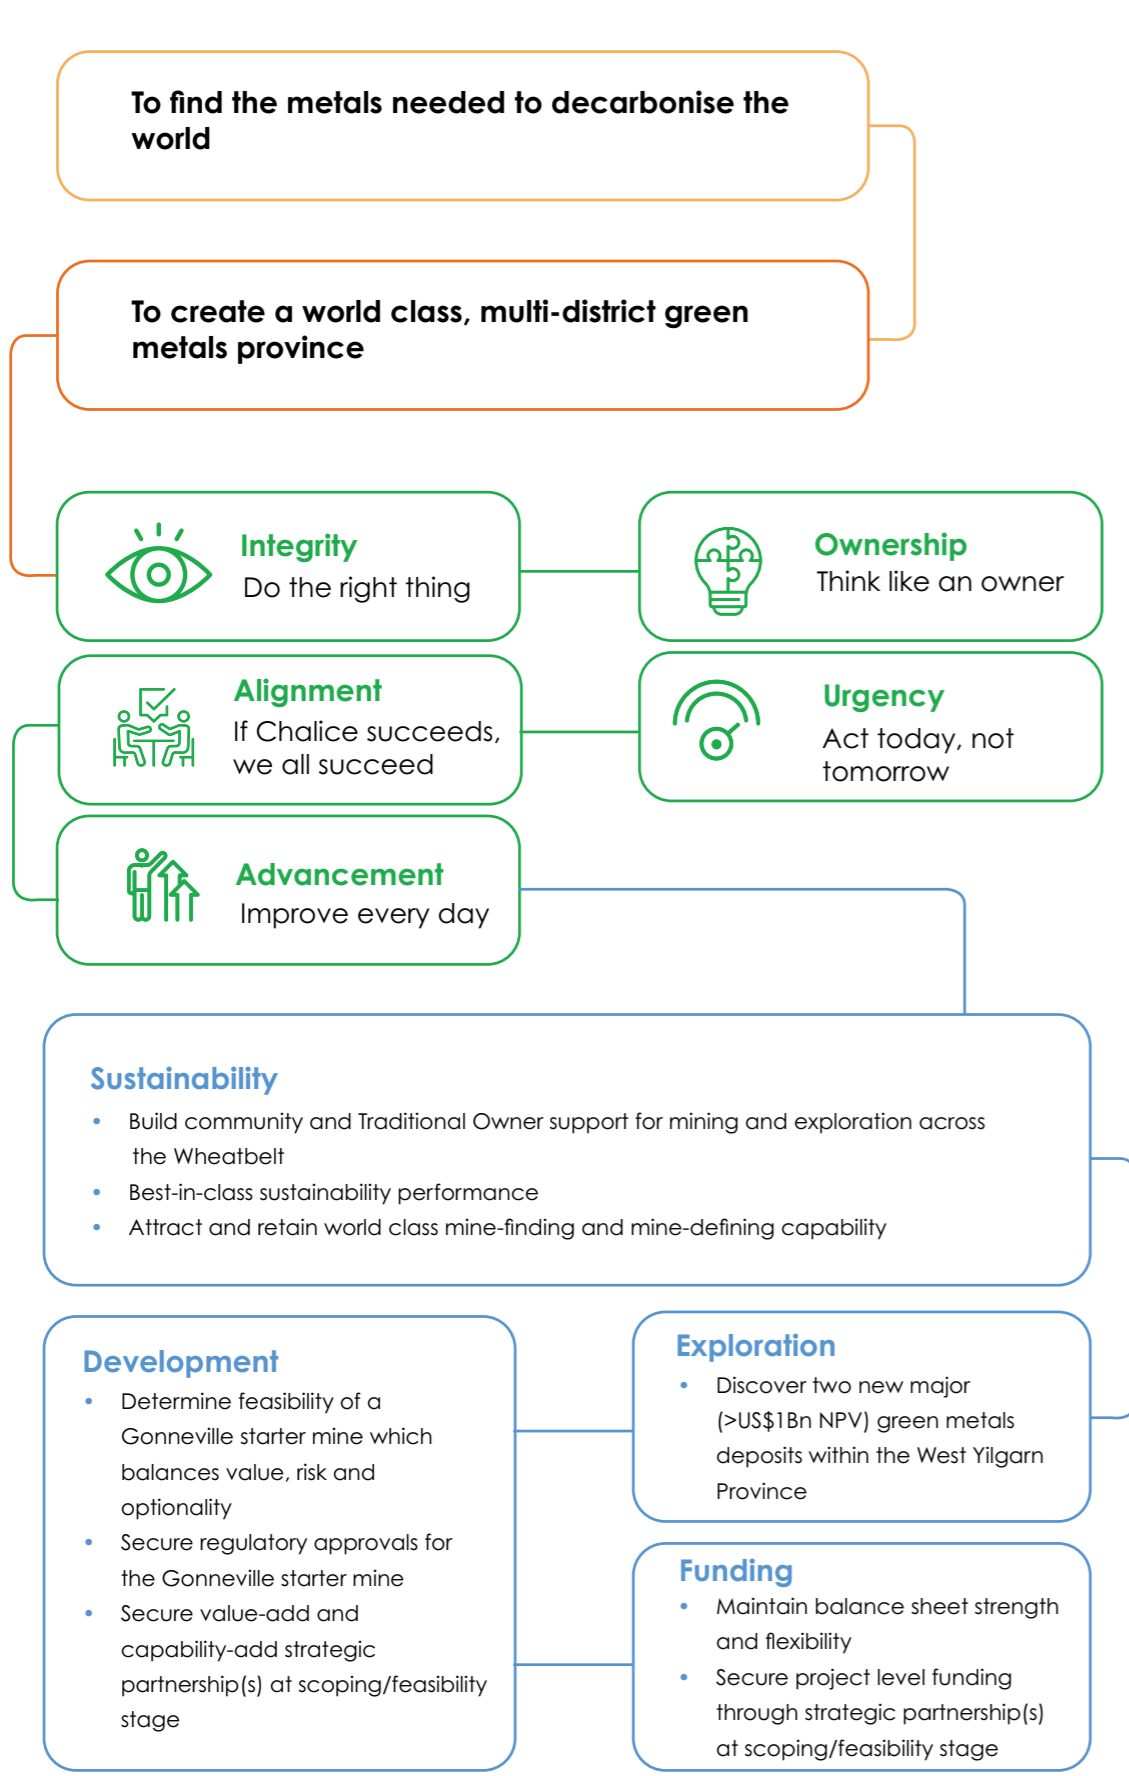 To find the metals needed to decarbonise the
world
To create a world class, multi-district green
metals province
Integrity
Do the right thing
Ownership
Think like an owner
Alignment
If Chalice succeeds,
we all succeed
Urgency
Act today, not
tomorrow
Advancement
Improve every day
Sustainability
• Build community and Traditional Owner support for mining and exploration across
the Wheatbelt
• Best-in-class sustainability performance
• Attract and retain world class mine-finding and mine-defining capability
Development
• Determine feasibility of a
Gonneville starter mine which
balances value, risk and
optionality
• Secure regulatory approvals for
the Gonneville starter mine
• Secure value-add and
capability-add strategic
partnership(s) at scoping/feasibility
stage
Exploration
• Discover two new major
(>US$1Bn NPV) green metals
deposits within the West Yilgarn
Province
Funding
• Maintain balance sheet strength
and flexibility
• Secure project level funding
through strategic partnership(s)
at scoping/feasibility stage